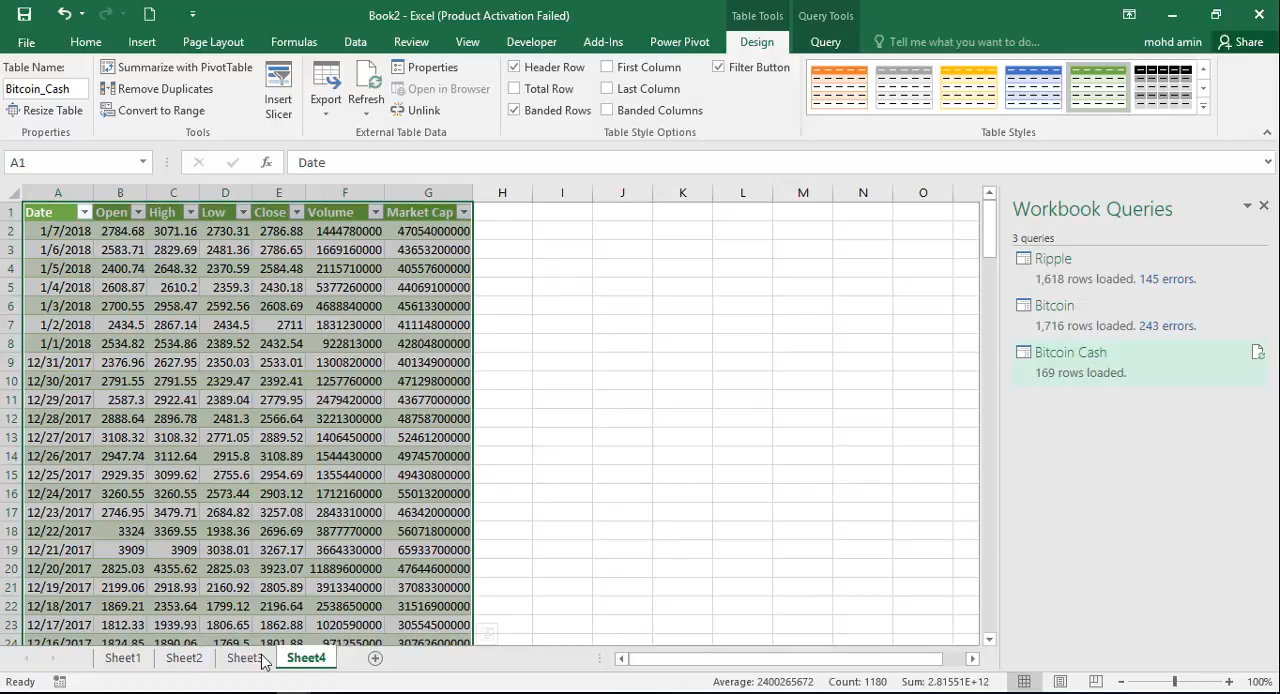 Book2 - Excel (Product Activation Failed)
Table Tools
Query Tools
File Home Insert Page Layout Formulas Data Review View Developer Add-Ins Power Pivot Design Query Tell me what you want to do... mohd amin Share
Table Name:
Bitcoin_Cash
Resize Table
Properties
Summarize with PivotTable
Remove Duplicates
Convert to Range
Insert
Slicer
Tools
Export
Refresh
Properties
Open in Browser
Unlink
External Table Data
Header Row First Column Filter Button
Total Row Last Column
Banded Rows Banded Columns
Table Style Options
Table Styles
A1 fx Date
A B C D E F G H I J K L M N O
1 Date Open High Low Close Volume Market Cap
2 1/7/2018 2784.68 3071.16 2730.31 2786.88 1444780000 47054000000
3 1/6/2018 2583.71 2829.69 2481.36 2786.65 1669160000 43653200000
4 1/5/2018 2400.74 2648.32 2370.59 2584.48 2115710000 40557600000
5 1/4/2018 2608.87 2610.2 2359.3 2430.18 5377260000 44069100000
6 1/3/2018 2700.55 2958.47 2592.56 2608.69 4688840000 45613300000
7 1/2/2018 2434.5 2867.14 2434.5 2711 1831230000 41114800000
8 1/1/2018 2534.82 2534.86 2389.52 2432.54 922813000 42804800000
9 12/31/2017 2376.96 2627.95 2350.03 2533.01 1300820000 40134900000
10 12/30/2017 2791.55 2791.55 2329.47 2392.41 1257760000 47129800000
11 12/29/2017 2587.3 2922.41 2389.04 2779.95 2479420000 43677000000
12 12/28/2017 2888.64 2896.78 2481.3 2566.64 3221300000 48758700000
13 12/27/2017 3108.32 3108.32 2771.05 2889.52 1406450000 52461200000
14 12/26/2017 2947.74 3112.64 2915.8 3108.89 1544430000 49745700000
15 12/25/2017 2929.35 3099.62 2755.6 2954.69 1355440000 49430800000
16 12/24/2017 3260.55 3260.55 2573.44 2903.12 1712160000 55013200000
17 12/23/2017 2746.95 3479.71 2684.82 3257.08 2843310000 46342000000
18 12/22/2017 3324 3369.55 1938.36 2696.69 3877770000 56071800000
19 12/21/2017 3909 3909 3038.01 3267.17 3664330000 65933700000
20 12/20/2017 2825.03 4355.62 2825.03 3923.07 11889600000 47644600000
21 12/19/2017 2199.06 2918.93 2160.92 2805.89 3913340000 37083300000
22 12/18/2017 1869.21 2353.64 1799.12 2196.64 2538650000 31516900000
23 12/17/2017 1812.33 1939.93 1806.65 1862.88 1020590000 30554500000
24 12/16/2017 1824.85 1890.06 1769.5 1801.88 971255000 30762600000
Workbook Queries
3 queries
Ripple
1,618 rows loaded. 145 errors.
Bitcoin
1,716 rows loaded. 243 errors.
Bitcoin Cash
169 rows loaded.
Sheet1 Sheet2 Sheet3 Sheet4
Ready Average: 2400265672 Count: 1180 Sum: 2.81551E+12 100%